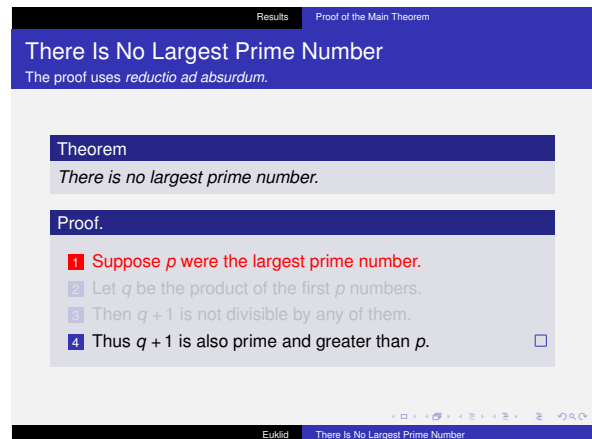 Results Proof of the Main Theorem
There Is No Largest Prime Number
The proof uses reductio ad absurdum.
Theorem
There is no largest prime number.
Proof.
1 Suppose p were the largest prime number.
2 Let q be the product of the first p numbers.
3 Then q + 1 is not divisible by any of them.
4 Thus q + 1 is also prime and greater than p. □
Euklid There Is No Largest Prime Number